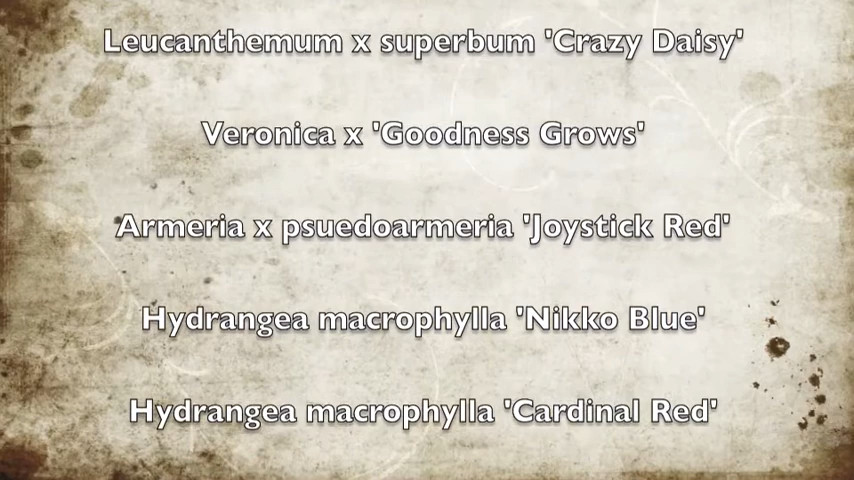 Leucanthemum x superbum 'Crazy Daisy'
Veronica x 'Goodness Grows'
Armeria x psuedoarmeria 'Joystick Red'
Hydrangea macrophylla 'Nikko Blue'
Hydrangea macrophylla 'Cardinal Red'